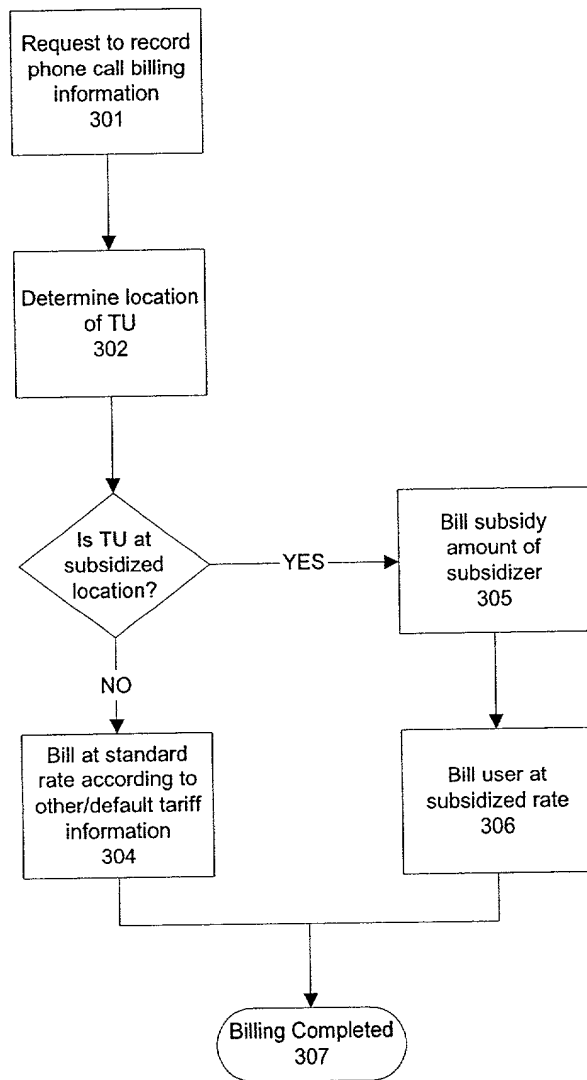 Request to record
phone call billing
information
301
Determine location
of TU
302
Is TU at
subsidized
location?
YES
Bill subsidy
amount of
subsidizer
305
NO
Bill at standard
rate according to
other/default tariff
information
304
Bill user at
subsidized rate
306
Billing Completed
307